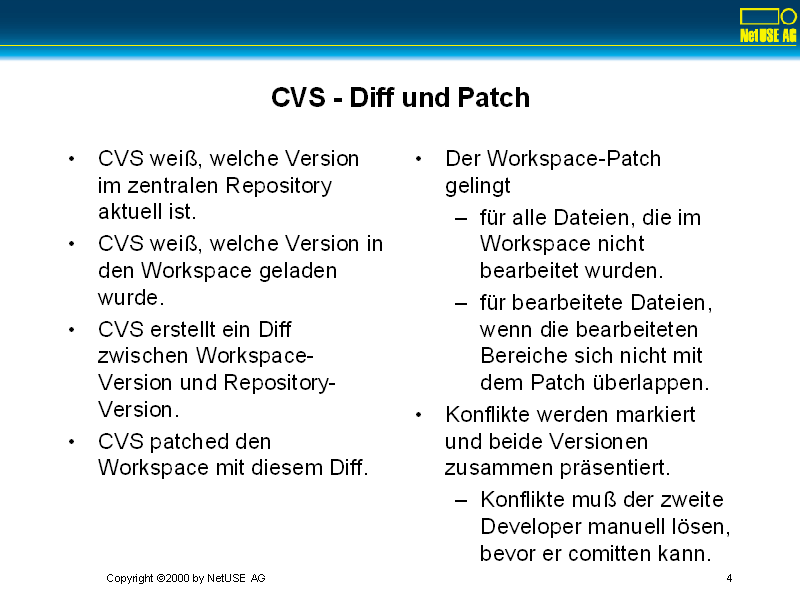 NetUSE AG
CVS - Diff und Patch
• CVS weiß, welche Version
im zentralen Repository
aktuell ist.
• CVS weiß, welche Version in
den Workspace geladen
wurde.
• CVS erstellt ein Diff
zwischen Workspace-
Version und Repository-
Version.
• CVS patched den
Workspace mit diesem Diff.
• Der Workspace-Patch
gelingt
– für alle Dateien, die im
Workspace nicht
bearbeitet wurden.
– für bearbeitete Dateien,
wenn die bearbeiteten
Bereiche sich nicht mit
dem Patch überlappen.
• Konflikte werden markiert
und beide Versionen
zusammen präsentiert.
– Konflikte muß der zweite
Developer manuell lösen,
bevor er comitten kann.
Copyright ©2000 by NetUSE AG
4